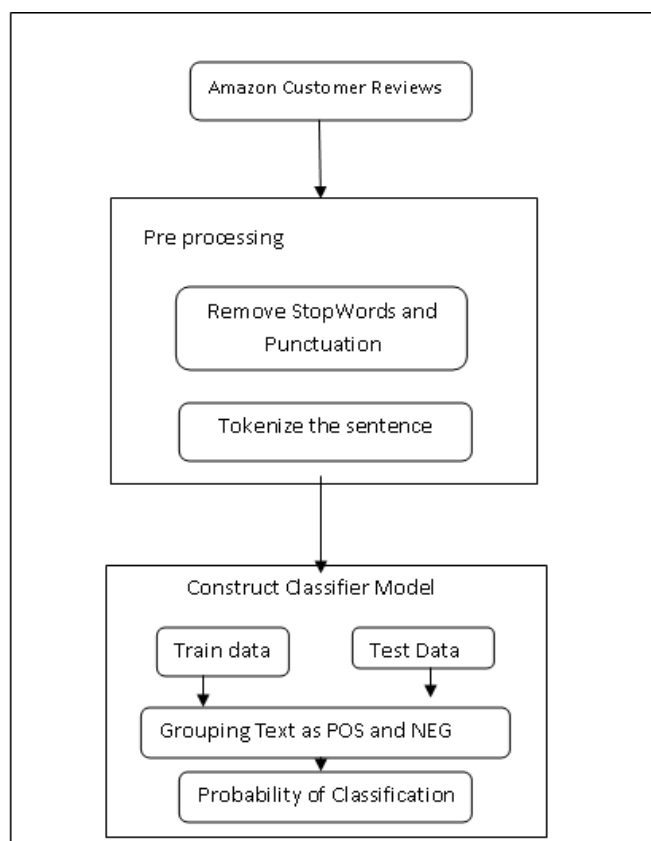 Amazon Customer Reviews
Pre processing
Remove StopWords and
Punctuation
Tokenize the sentence
Construct Classifier Model
Train data
Test Data
Grouping Text as POS and NEG
Probability of Classification